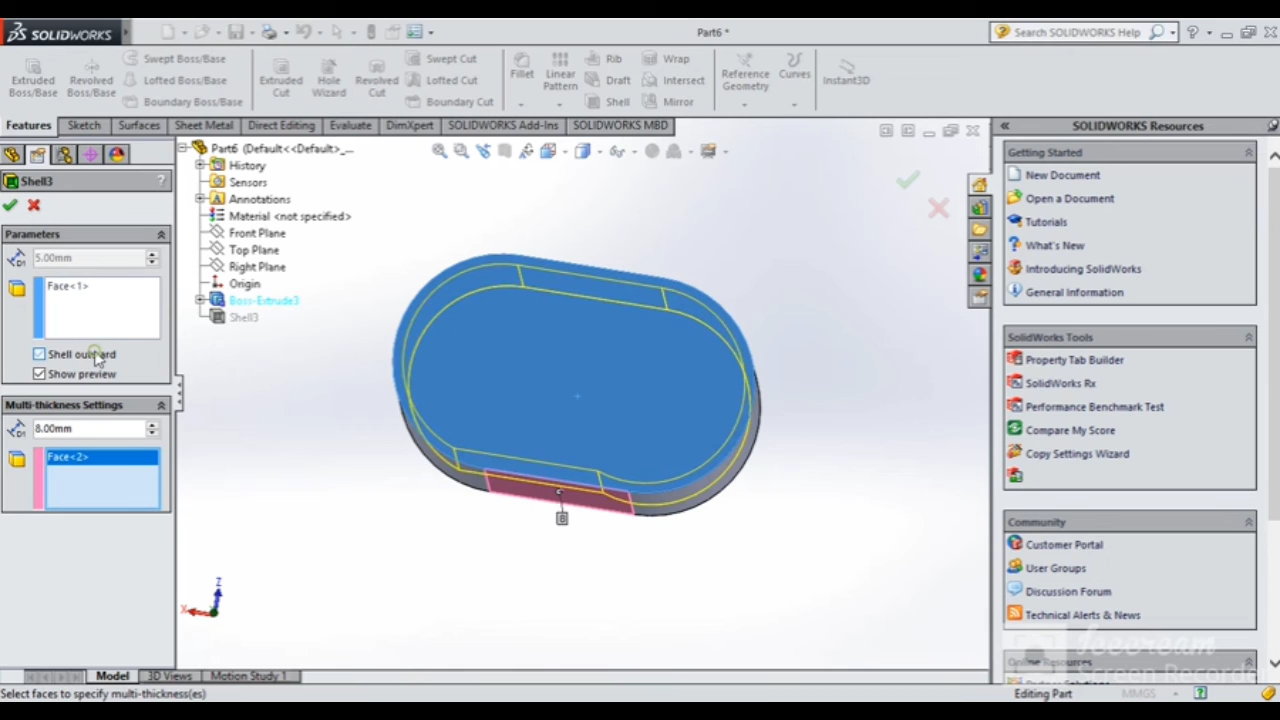 SOLIDWORKS
Part6 *
Search SOLIDWORKS Help
Extruded Boss/Base
Revolved Boss/Base
Swept Boss/Base
Lofted Boss/Base
Boundary Boss/Base
Extruded Cut
Hole Wizard
Revolved Cut
Swept Cut
Lofted Cut
Boundary Cut
Fillet
Linear Pattern
Rib
Draft
Shell
Wrap
Intersect
Mirror
Reference Geometry
Curves
Instant3D
Features
Sketch
Surfaces
Sheet Metal
Direct Editing
Evaluate
DimXpert
SOLIDWORKS Add-Ins
SOLIDWORKS MBD
Shell3
?
Parameters
5.00mm
Face<1>
Shell outward
Show preview
Multi-thickness Settings
8.00mm
Face<2>
Part6 (Default<<Default>_...
History
Sensors
Annotations
Material <not specified>
Front Plane
Top Plane
Right Plane
Origin
Boss-Extrude3
Shell3
8
Z
X
SOLIDWORKS Resources
Getting Started
New Document
Open a Document
Tutorials
What's New
Introducing SolidWorks
General Information
SolidWorks Tools
Property Tab Builder
SolidWorks Rx
Performance Benchmark Test
Compare My Score
Copy Settings Wizard
Community
Customer Portal
User Groups
Discussion Forum
Technical Alerts & News
Online Resources
Icecream
Screen Recorder
Model
3D Views
Motion Study 1
Select faces to specify multi-thickness(es)
Editing Part
MMGS